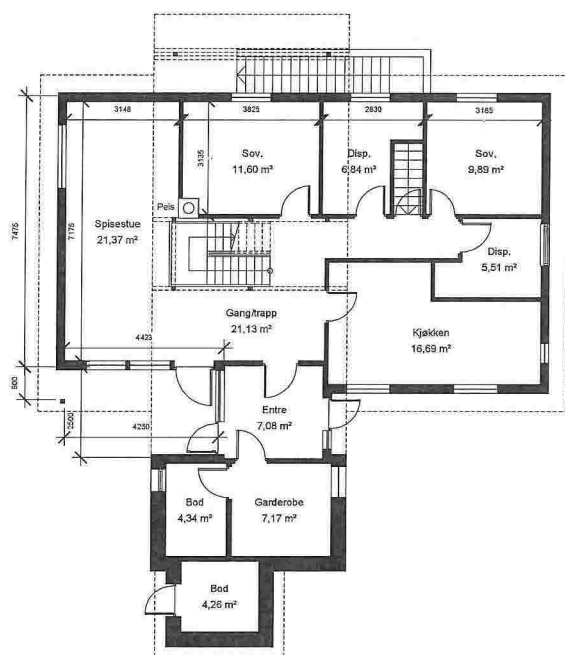 3148
3825
2830
3165
3135
Sov.
11,60 m²
Disp.
6,84 m²
Sov.
9,89 m²
Peis
7475
7175
Spisestue
21,37 m²
Disp.
5,51 m²
Gang/trapp
21,13 m²
Kjøkken
16,69 m²
4423
900
2500
4250
Entre
7,08 m²
Bod
4,34 m²
Garderobe
7,17 m²
Bod
4,26 m²